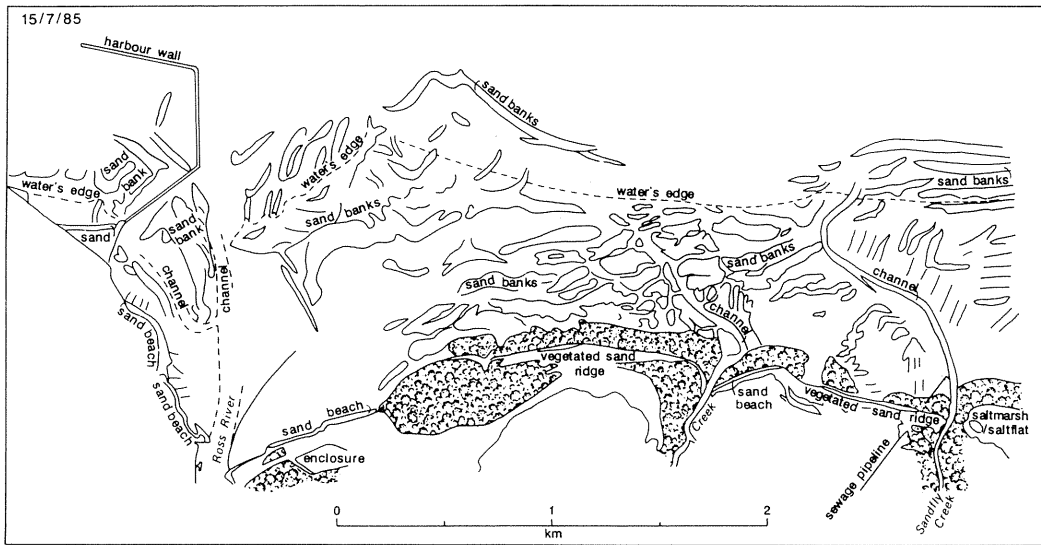 15/7/85
harbour wall
sand banks
sand
bank
water's edge
water's edge
water's edge
sand banks
sand banks
sand
sand
bank
sand banks
channel
channel
sand banks
channel
sand banks
channel
sand beach
vegetated sand
ridge
sand beach
sand beach
sand
beach
vegetated
sand ridge
saltmarsh
/saltflat
Ross River
Creek
enclosure
sewage pipeline
Sandfly
Creek
0 1 2
km